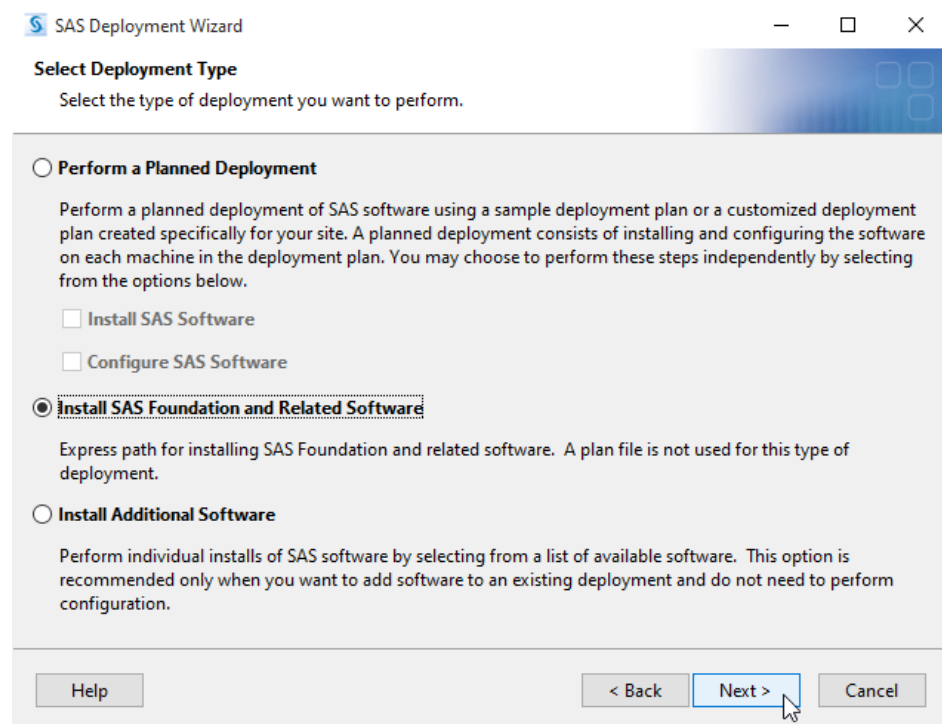 SAS Deployment Wizard
Select Deployment Type
Select the type of deployment you want to perform.
Perform a Planned Deployment
Perform a planned deployment of SAS software using a sample deployment plan or a customized deployment
plan created specifically for your site. A planned deployment consists of installing and configuring the software
on each machine in the deployment plan. You may choose to perform these steps independently by selecting
from the options below.
Install SAS Software
Configure SAS Software
Install SAS Foundation and Related Software
Express path for installing SAS Foundation and related software. A plan file is not used for this type of
deployment.
Install Additional Software
Perform individual installs of SAS software by selecting from a list of available software. This option is
recommended only when you want to add software to an existing deployment and do not need to perform
configuration.
Help
< Back
Next >
Cancel